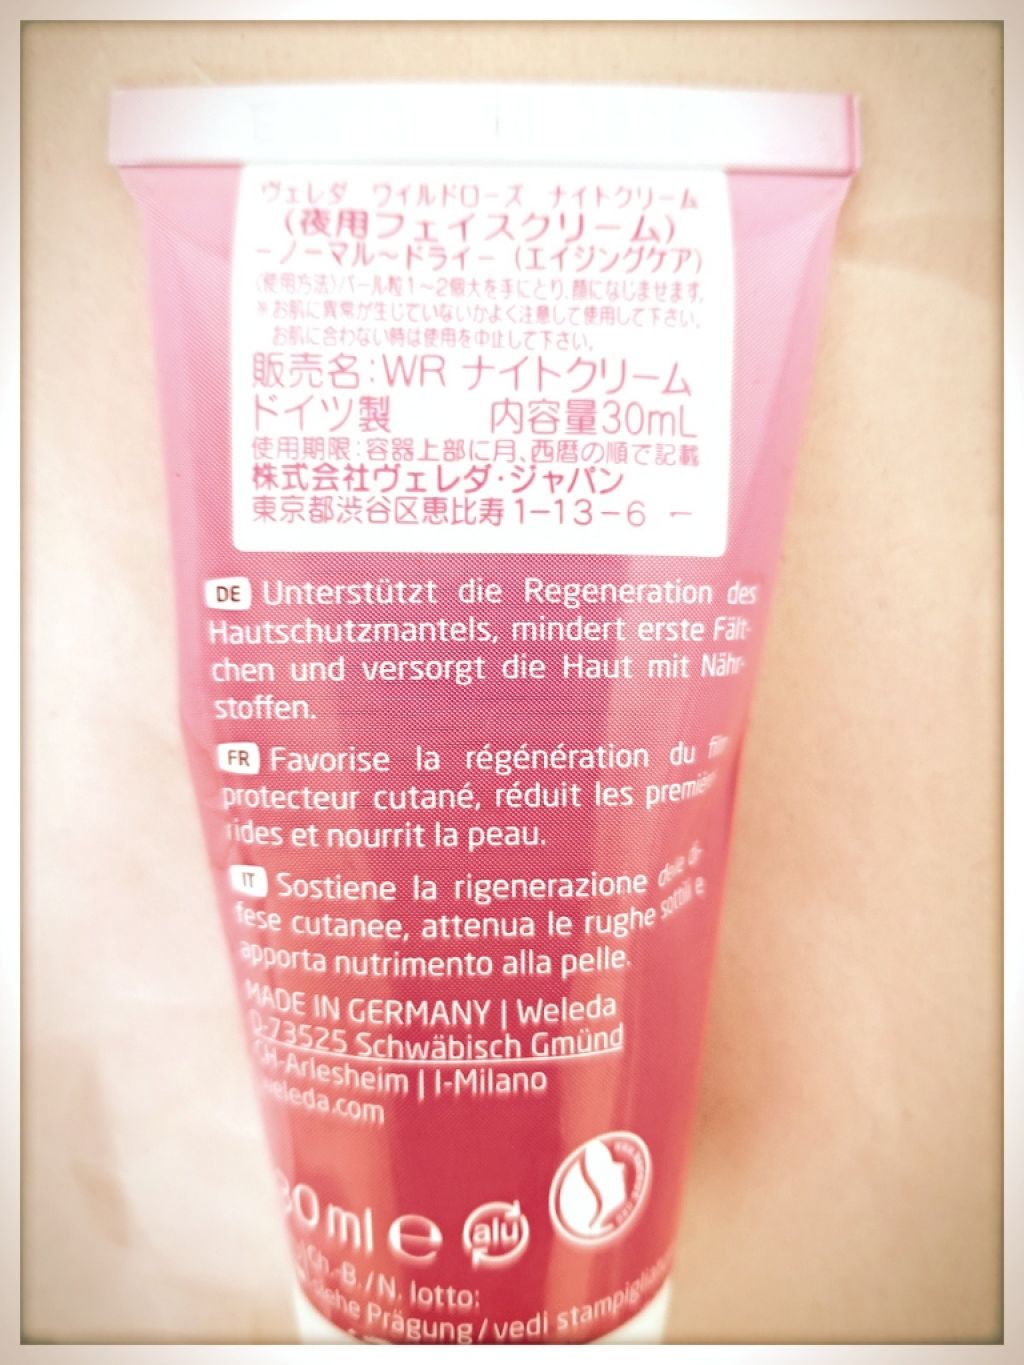 ヴェレダ ワイルドローズ ナイトクリーム
(夜用フェイスクリーム)
−ノーマル〜ドライ− (エイジングケア)
〈使用方法〉パール粒1〜2個大を手にとり、顔になじませます。
※お肌に異常が生じていないかよく注意して使用して下さい。
お肌に合わない時は使用を中止して下さい。
販売名:WR ナイトクリーム
ドイツ製 内容量30mL
使用期限:容器上部に月、西暦の順で記載
株式会社ヴェレダ・ジャパン
東京都渋谷区恵比寿1−13−6
DE Unterstützt die Regeneration des
Hautschutzmantels, mindert erste Fält-
chen und versorgt die Haut mit Nähr-
stoffen.
FR Favorise la régénération du film
protecteur cutané, réduit les
rides et nourrit la peau.
IT Sostiene la rigenerazione delle di-
fese cutanee, attenua le rughe sottili e
apporta nutrimento alla pelle.
MADE IN GERMANY | Weleda
D-73525 Schwäbisch Gmünd
CH-Arlesheim | I-Milano
weleda.com
30 ml e alu
Ch.-B./N. lotto:
siehe Prägung / vedi